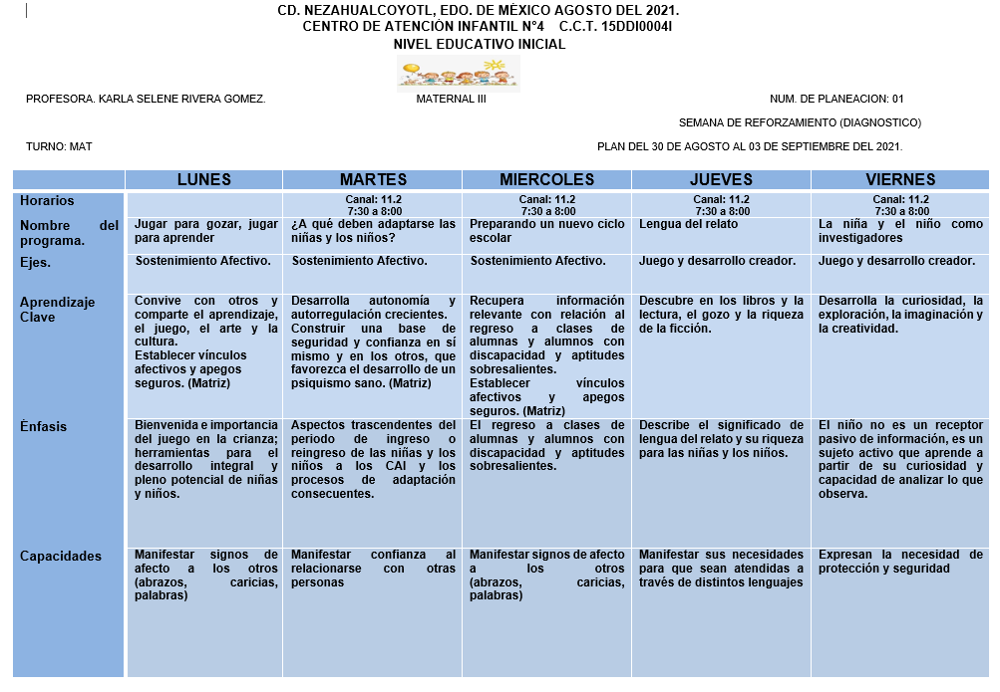 CD. NEZAHUALCOYOTL, EDO. DE MÉXICO AGOSTO DEL 2021.
CENTRO DE ATENCIÓN INFANTIL N°4 C.C.T. 15DDI0004I
NIVEL EDUCATIVO INICIAL
PROFESORA. KARLA SELENE RIVERA GOMEZ. MATERNAL III NUM. DE PLANEACION: 01
SEMANA DE REFORZAMIENTO (DIAGNOSTICO)
TURNO: MAT PLAN DEL 30 DE AGOSTO AL 03 DE SEPTIEMBRE DEL 2021.
LUNES MARTES MIERCOLES JUEVES VIERNES
Horarios
Canal: 11.2
7:30 a 8:00
Canal: 11.2
7:30 a 8:00
Canal: 11.2
7:30 a 8:00
Canal: 11.2
7:30 a 8:00
Nombre del
programa.
Jugar para gozar, jugar
para aprender
¿A qué deben adaptarse las
niñas y los niños?
Preparando un nuevo ciclo
escolar
Lengua del relato
La niña y el niño como
investigadores
Ejes.
Sostenimiento Afectivo.
Sostenimiento Afectivo.
Sostenimiento Afectivo.
Juego y desarrollo creador.
Juego y desarrollo creador.
Aprendizaje
Clave
Convive con otros y
comparte el aprendizaje,
el juego, el arte y la
cultura.
Establecer vínculos
afectivos y apegos
seguros. (Matriz)
Desarrolla autonomía y
autorregulación crecientes.
Construir una base de
seguridad y confianza en sí
mismo y en los otros, que
favorezca el desarrollo de un
psiquismo sano. (Matriz)
Recupera información
relevante con relación al
regreso a clases de
alumnas y alumnos con
discapacidad y aptitudes
sobresalientes.
Establecer vínculos
afectivos y apegos
seguros. (Matriz)
Descubre en los libros y la
lectura, el gozo y la riqueza
de la ficción.
Desarrolla la curiosidad, la
exploración, la imaginación y
la creatividad.
Énfasis
Bienvenida e importancia
del juego en la crianza;
herramientas para el
desarrollo integral y
pleno potencial de niñas
y niños.
Aspectos trascendentes del
periodo de ingreso o
reingreso de las niñas y los
niños a los CAI y los
procesos de adaptación
consecuentes.
El regreso a clases de
alumnas y alumnos con
discapacidad y aptitudes
sobresalientes.
Describe el significado de
lengua del relato y su riqueza
para las niñas y los niños.
El niño no es un receptor
pasivo de información, es un
sujeto activo que aprende a
partir de su curiosidad y
capacidad de analizar lo que
observa.
Capacidades
Manifestar signos de
afecto a los otros
(abrazos, caricias,
palabras)
Manifestar confianza al
relacionarse con otras
personas
Manifestar signos de afecto
a los otros
(abrazos, caricias,
palabras)
Manifestar sus necesidades
para que sean atendidas a
través de distintos lenguajes
Expresan la necesidad de
protección y seguridad